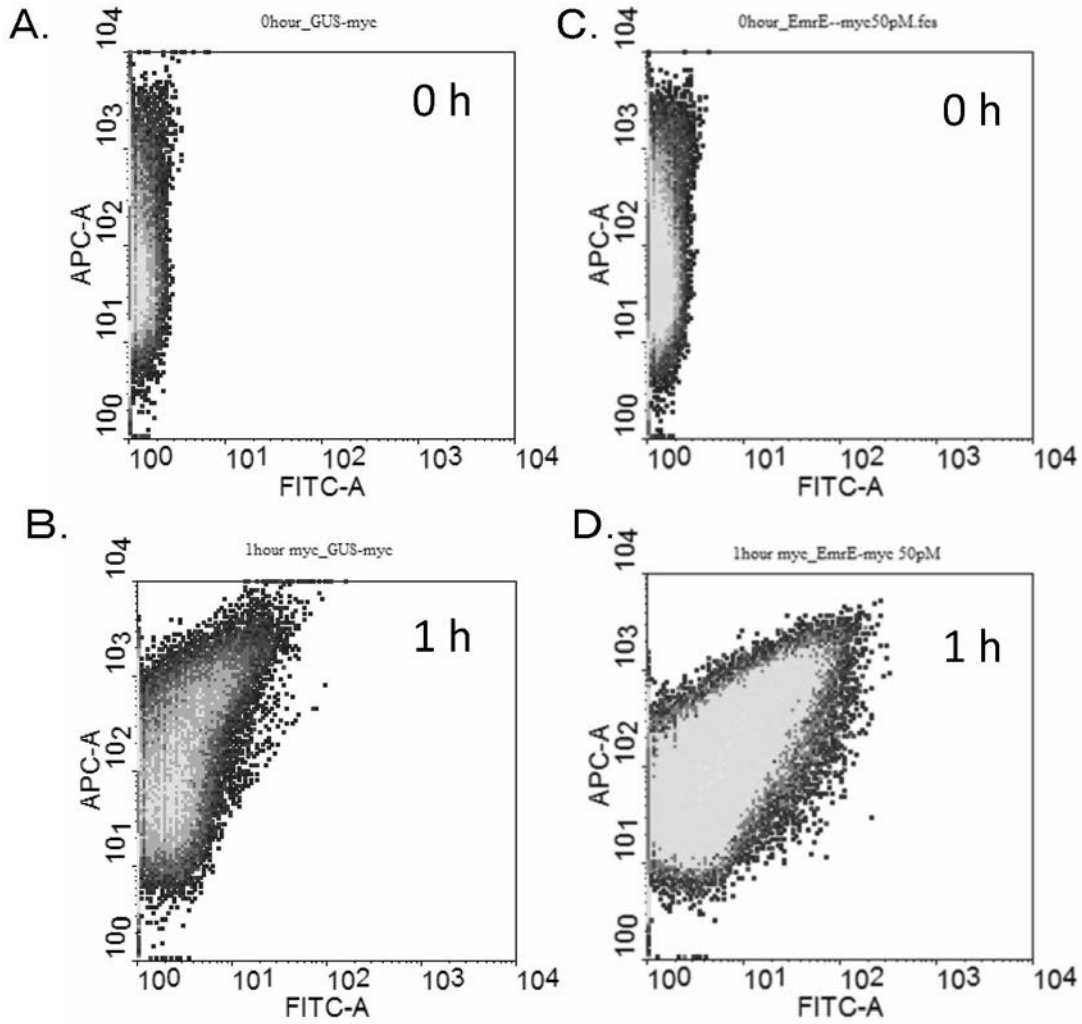 A.
0hour_GUS-myc
0 h
APC-A
10^4
10^3
10^2
10^1
10^0
10^0 10^1 10^2 10^3 10^4
FITC-A
C.
0hour_EmrE--myc50pM.fcs
0 h
APC-A
10^4
10^3
10^2
10^1
10^0
10^0 10^1 10^2 10^3 10^4
FITC-A
B.
1hour myc_GUS-myc
1 h
APC-A
10^4
10^3
10^2
10^1
10^0
10^0 10^1 10^2 10^3 10^4
FITC-A
D.
1hour myc_EmrE-myc 50pM
1 h
APC-A
10^4
10^3
10^2
10^1
10^0
10^0 10^1 10^2 10^3 10^4
FITC-A